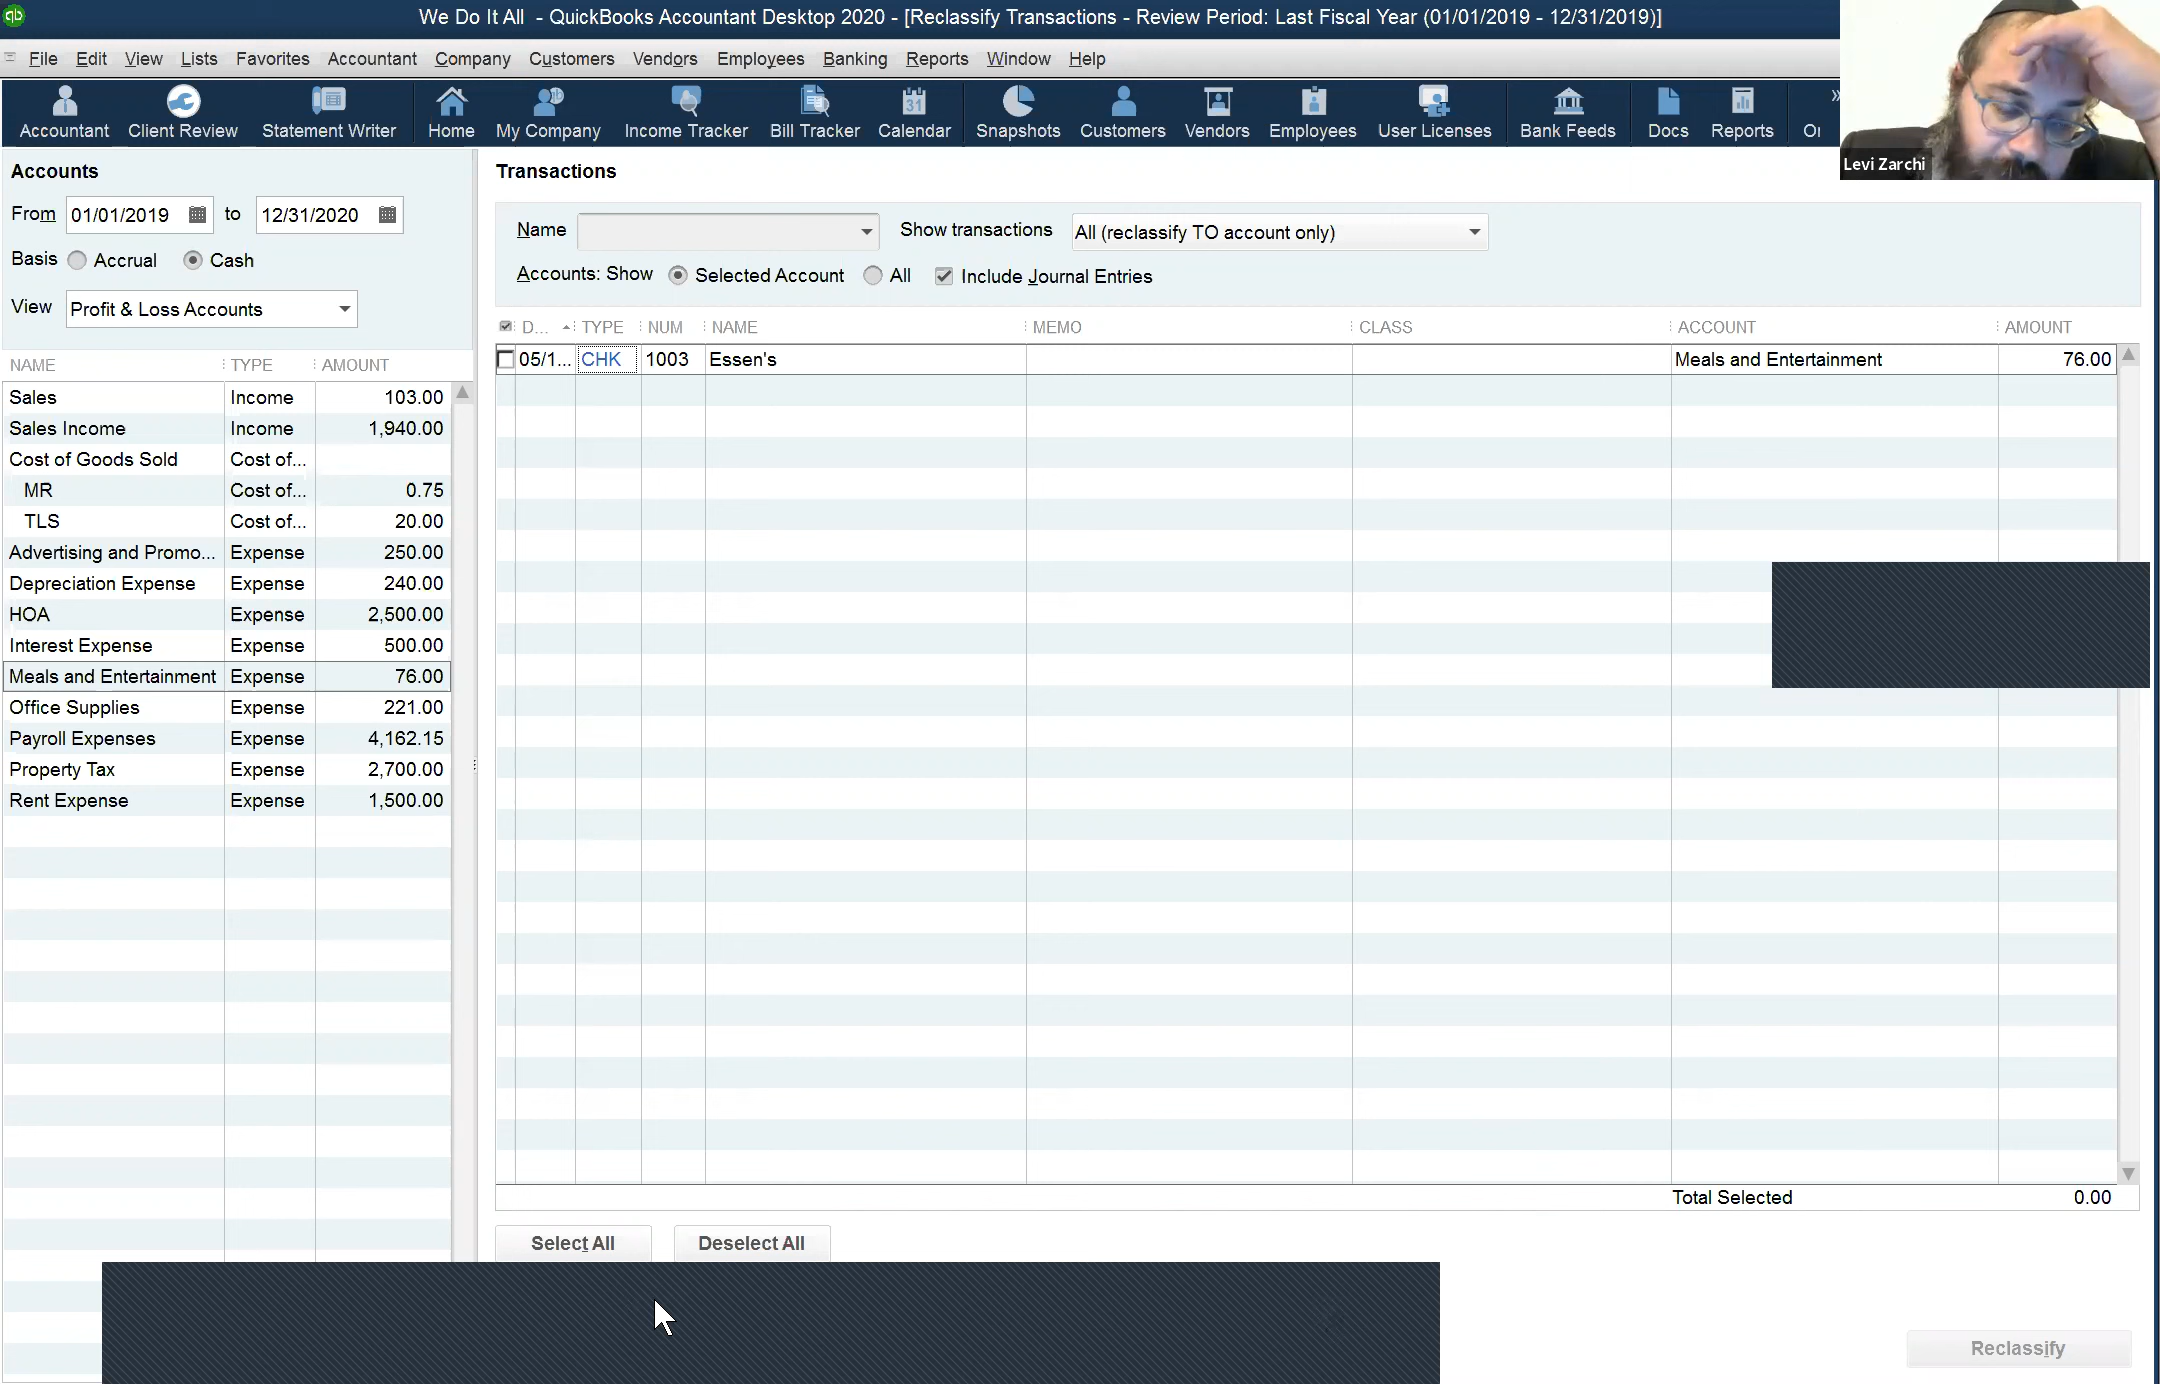 qb
We Do It All - QuickBooks Accountant Desktop 2020 - [Reclassify Transactions - Review Period: Last Fiscal Year (01/01/2019 - 12/31/2019)]
File Edit View Lists Favorites Accountant Company Customers Vendors Employees Banking Reports Window Help
31
Accountant Client Review Statement Writer Home My Company Income Tracker Bill Tracker Calendar Snapshots Customers Vendors Employees User Licenses Bank Feeds Docs Reports
Levi Zarchi
Accounts
From 01/01/2019 to 12/31/2020
Basis Accrual Cash
View Profit & Loss Accounts
NAME TYPE AMOUNT
Sales Income 103.00
Sales Income Income 1,940.00
Cost of Goods Sold Cost of...
MR Cost of... 0.75
TLS Cost of... 20.00
Advertising and Promo... Expense 250.00
Depreciation Expense Expense 240.00
HOA Expense 2,500.00
Interest Expense Expense 500.00
Meals and Entertainment Expense 76.00
Office Supplies Expense 221.00
Payroll Expenses Expense 4,162.15
Property Tax Expense 2,700.00
Rent Expense Expense 1,500.00
Transactions
Name Show transactions All (reclassify TO account only)
Accounts: Show Selected Account All Include Journal Entries
D... TYPE NUM NAME MEMO CLASS ACCOUNT AMOUNT
05/1... CHK 1003 Essen's Meals and Entertainment 76.00
Total Selected 0.00
Select All Deselect All
Reclassify